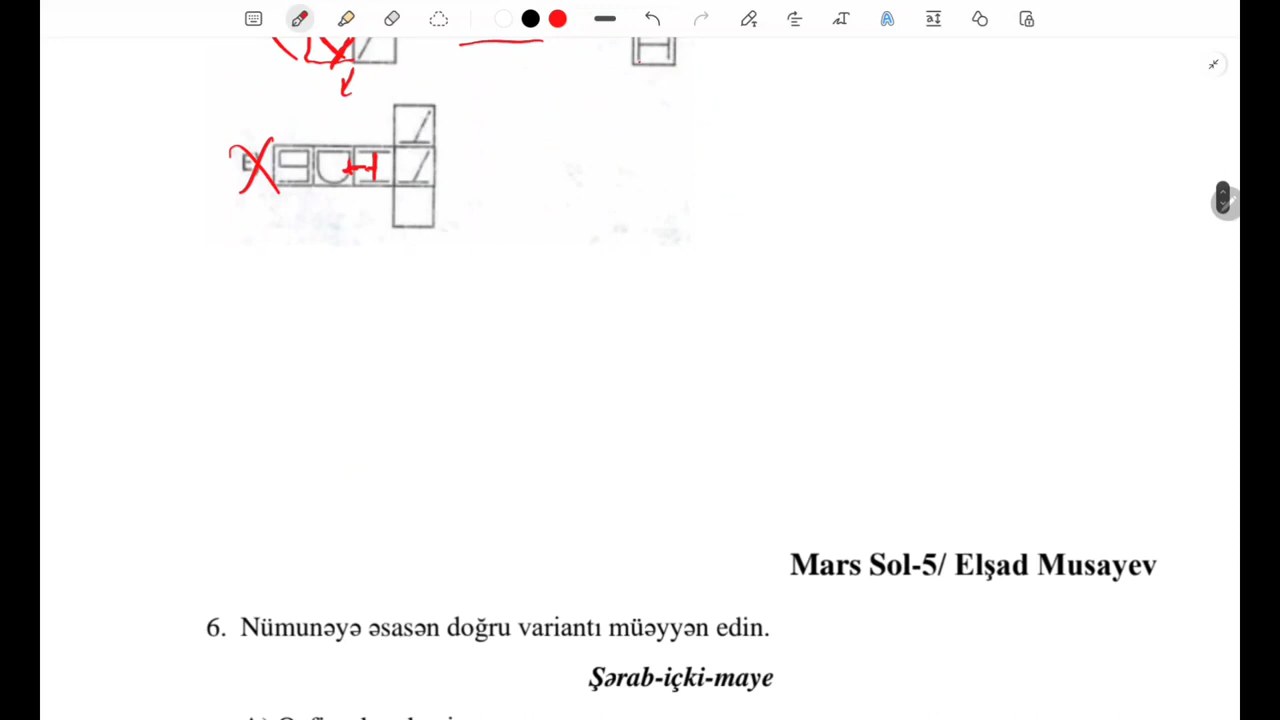 Mars Sol-5/ Elşad Musayev
6. Nümunəyə əsasən doğru variantı müəyyən edin.
Şərab-içki-maye